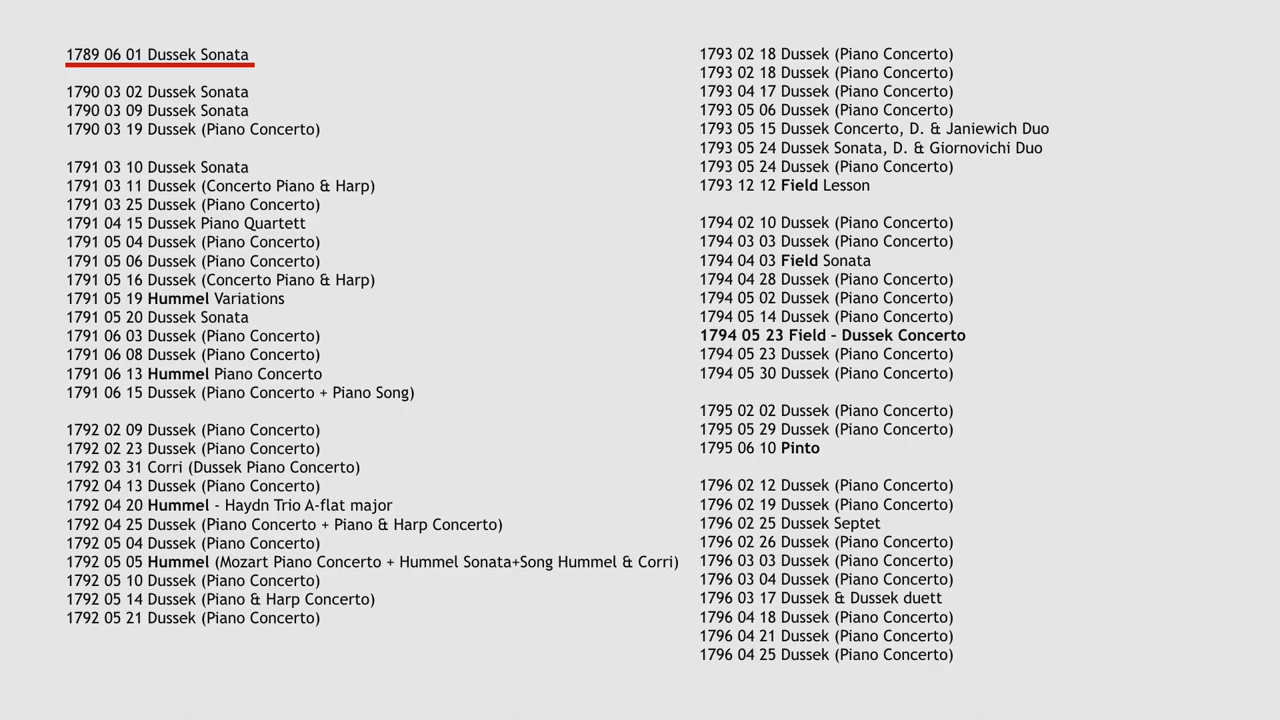 1789 06 01 Dussek Sonata
1790 03 02 Dussek Sonata
1790 03 09 Dussek Sonata
1790 03 19 Dussek (Piano Concerto)
1791 03 10 Dussek Sonata
1791 03 11 Dussek (Concerto Piano & Harp)
1791 03 25 Dussek (Piano Concerto)
1791 04 15 Dussek Piano Quartett
1791 05 04 Dussek (Piano Concerto)
1791 05 06 Dussek (Piano Concerto)
1791 05 16 Dussek (Concerto Piano & Harp)
1791 05 19 Hummel Variations
1791 05 20 Dussek Sonata
1791 06 03 Dussek (Piano Concerto)
1791 06 08 Dussek (Piano Concerto)
1791 06 13 Hummel Piano Concerto
1791 06 15 Dussek (Piano Concerto + Piano Song)
1792 02 09 Dussek (Piano Concerto)
1792 02 23 Dussek (Piano Concerto)
1792 03 31 Corri (Dussek Piano Concerto)
1792 04 13 Dussek (Piano Concerto)
1792 04 20 Hummel - Haydn Trio A-flat major
1792 04 25 Dussek (Piano Concerto + Piano & Harp Concerto)
1792 05 04 Dussek (Piano Concerto)
1792 05 05 Hummel (Mozart Piano Concerto + Hummel Sonata+Song Hummel & Corri)
1792 05 10 Dussek (Piano Concerto)
1792 05 14 Dussek (Piano & Harp Concerto)
1792 05 21 Dussek (Piano Concerto)
1793 02 18 Dussek (Piano Concerto)
1793 02 18 Dussek (Piano Concerto)
1793 04 17 Dussek (Piano Concerto)
1793 05 06 Dussek (Piano Concerto)
1793 05 15 Dussek Concerto, D. & Janiewich Duo
1793 05 24 Dussek Sonata, D. & Giornovichi Duo
1793 05 24 Dussek (Piano Concerto)
1793 12 12 Field Lesson
1794 02 10 Dussek (Piano Concerto)
1794 03 03 Dussek (Piano Concerto)
1794 04 03 Field Sonata
1794 04 28 Dussek (Piano Concerto)
1794 05 02 Dussek (Piano Concerto)
1794 05 14 Dussek (Piano Concerto)
1794 05 23 Field - Dussek Concerto
1794 05 23 Dussek (Piano Concerto)
1794 05 30 Dussek (Piano Concerto)
1795 02 02 Dussek (Piano Concerto)
1795 05 29 Dussek (Piano Concerto)
1795 06 10 Pinto
1796 02 12 Dussek (Piano Concerto)
1796 02 19 Dussek (Piano Concerto)
1796 02 25 Dussek Septet
1796 02 26 Dussek (Piano Concerto)
1796 03 03 Dussek (Piano Concerto)
1796 03 04 Dussek (Piano Concerto)
1796 03 17 Dussek & Dussek duett
1796 04 18 Dussek (Piano Concerto)
1796 04 21 Dussek (Piano Concerto)
1796 04 25 Dussek (Piano Concerto)